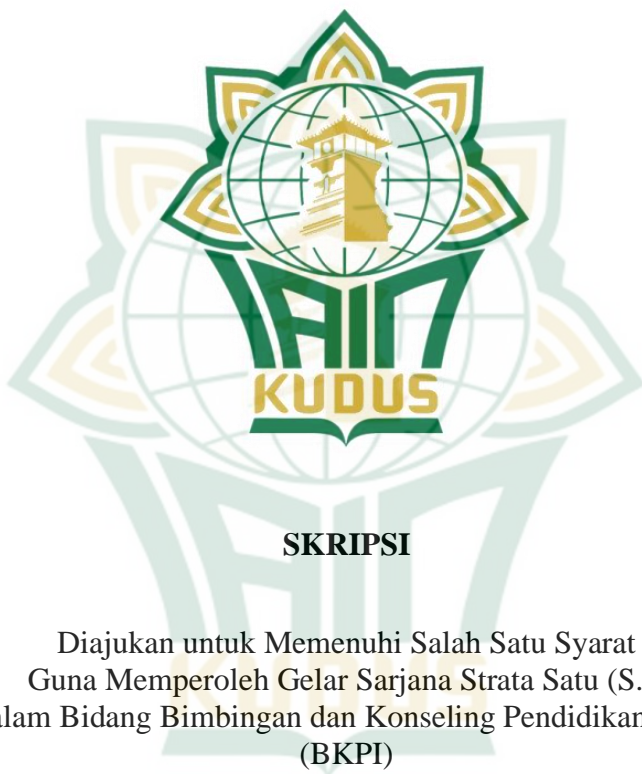 IAIN
KUDUS
SKRIPSI
Diajukan untuk Memenuhi Salah Satu Syarat
Guna Memperoleh Gelar Sarjana Strata Satu (S.
Bidang Bimbingan dan Konseling Pendidikan
(BKPI)